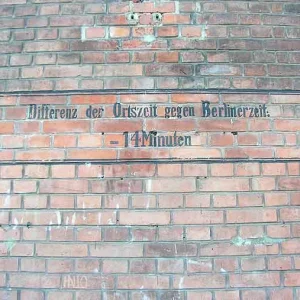 Differenz der Ortszeit gegen Berlinerzeit:
- 14 Minuten